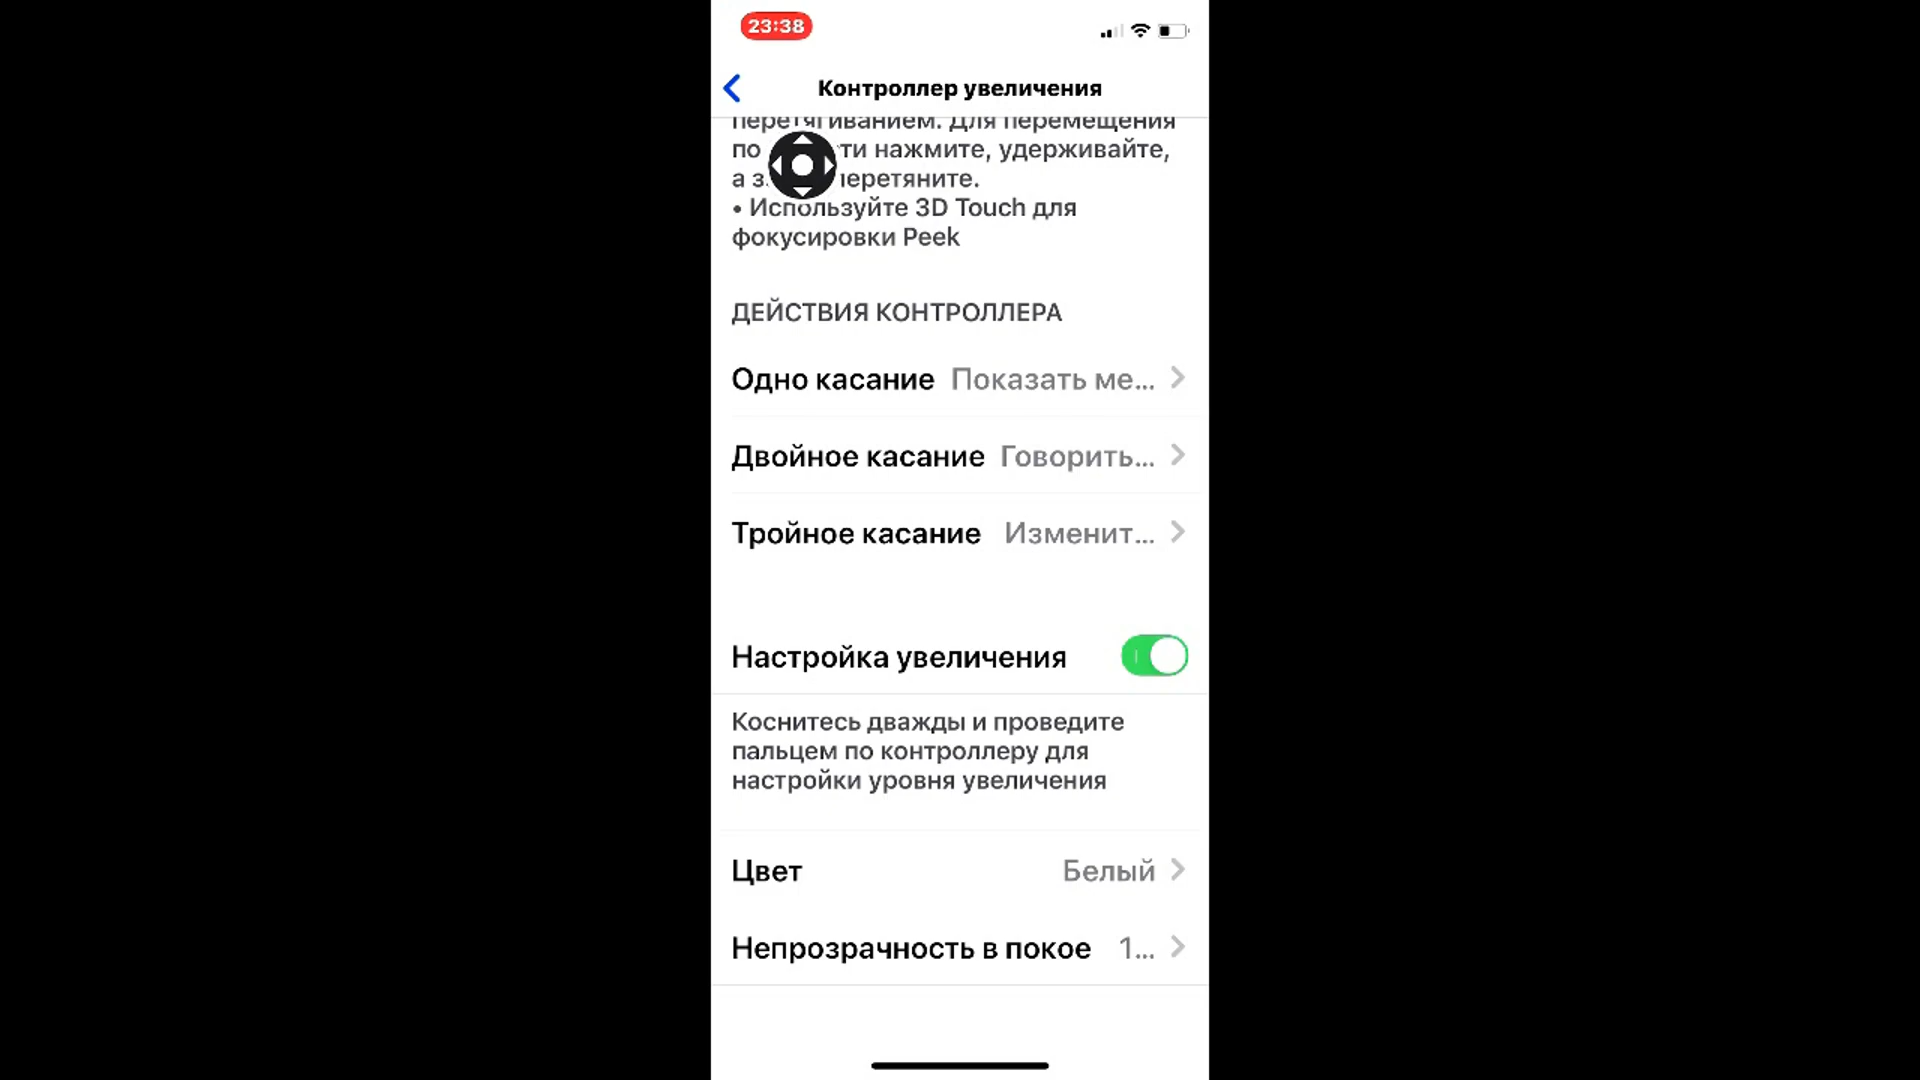 23:38
Контроллер увеличения
перетягиванием. Для перемещения
по ти нажмите, удерживайте,
а з перетяните.
• Используйте 3D Touch для
фокусировки Peek
ДЕЙСТВИЯ КОНТРОЛЛЕРА
Одно касание Показать ме...
Двойное касание Говорить...
Тройное касание Изменит...
Настройка увеличения
Коснитесь дважды и проведите
пальцем по контроллеру для
настройки уровня увеличения
Цвет Белый
Непрозрачность в покое 1...